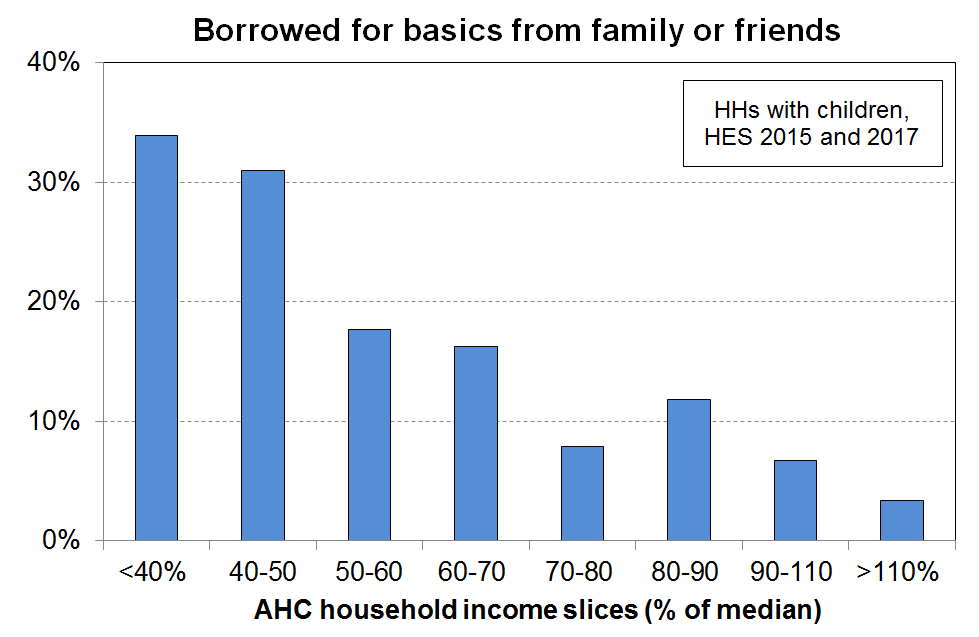 Borrowed for basics from family or friends
40%
HHs with children,
HES 2015 and 2017
30%
20%
10%
0%
<40% 40-50 50-60 60-70 70-80 80-90 90-110 >110%
AHC household income slices (% of median)